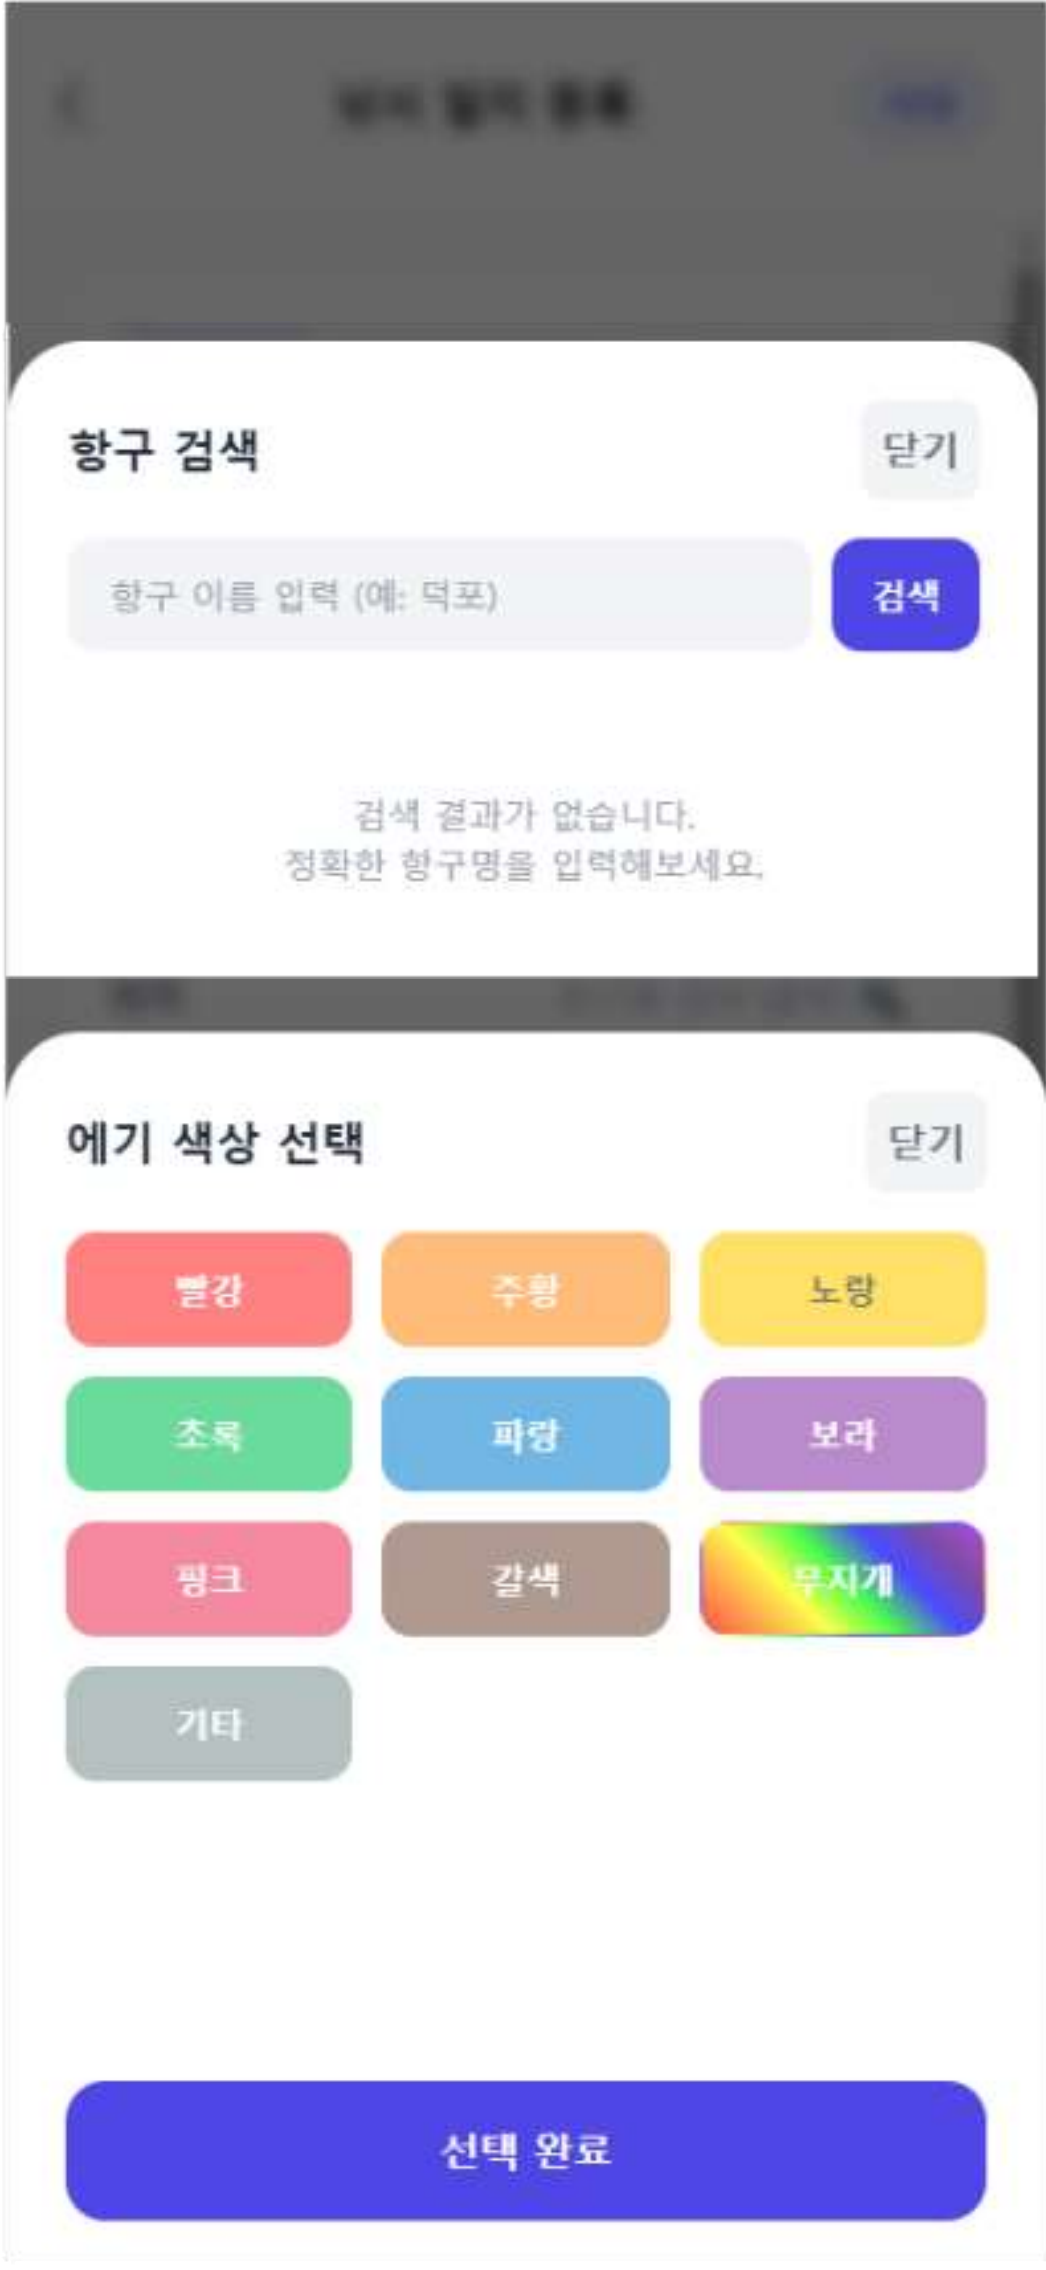 항구 검색
닫기
항구 이름 입력 (예: 덕포)
검색
검색 결과가 없습니다.
정확한 항구명을 입력해보세요.
에기 색상 선택
닫기
빨강
주황
노랑
초록
파랑
보라
핑크
갈색
무지개
기타
선택 완료